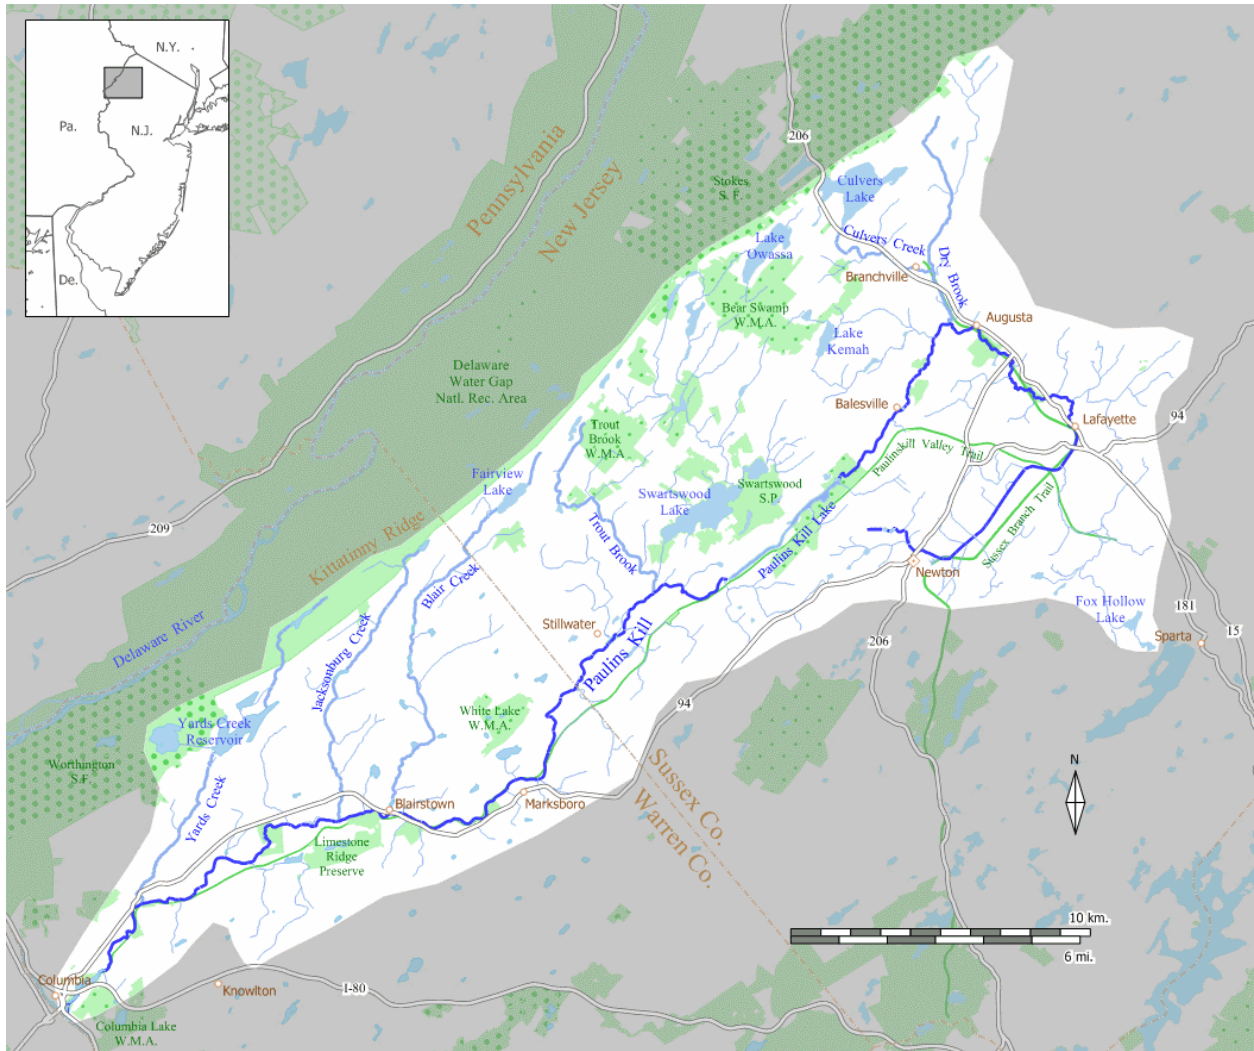 N.Y.
Pa.
N.J.
De.
Pennsylvania
New Jersey
206
Stokes
S. F.
Culvers
Lake
Lake
Owassa
Culvers Creek
Branchville
Dry Brook
Bear Swamp
W.M.A.
Augusta
Lake
Kemah
Delaware
Water Gap
Natl. Rec. Area
Balesville
Lafayette
94
Trout
Brook
W.M.A
Paulinskill Valley Trail
Fairview
Lake
Swartswood
Lake
Swartswood
S.P.
209
Kittatinny Ridge
Trout Brook
Paulins Kill Lake
Sussex Branch Trail
Newton
Blair Creek
Fox Hollow
Lake
181
15
Sparta
Stillwater
206
Delaware River
Jacksonburg Creek
Paulins Kill
94
White Lake
W.M.A.
Yards Creek
Reservoir
Worthington
S.F.
Sussex Co.
Warren Co.
N
Yards Creek
Blairstown
Marksboro
Limestone
Ridge
Preserve
10 km.
6 mi.
Columbia
Knowlton
I-80
Columbia Lake
W.M.A.